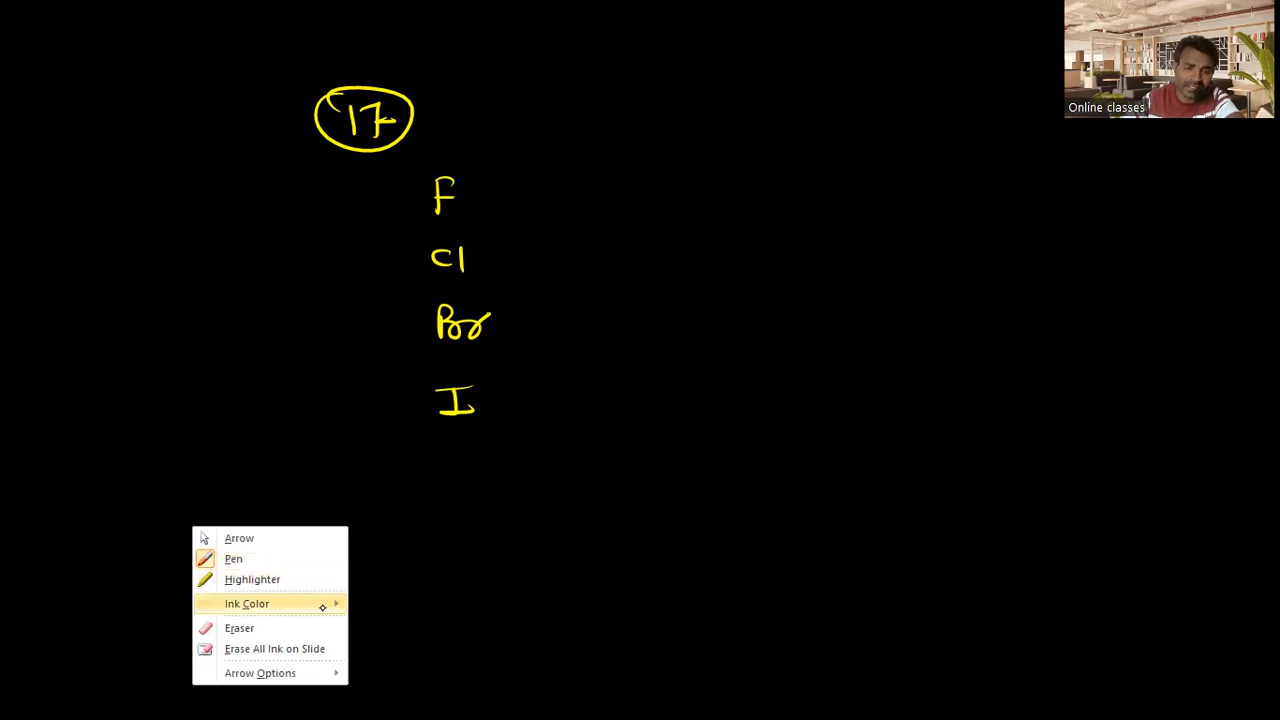 17
Online classes
F
Cl
Br
I
Arrow
Pen
Highlighter
Ink Color
Eraser
Erase All Ink on Slide
Arrow Options